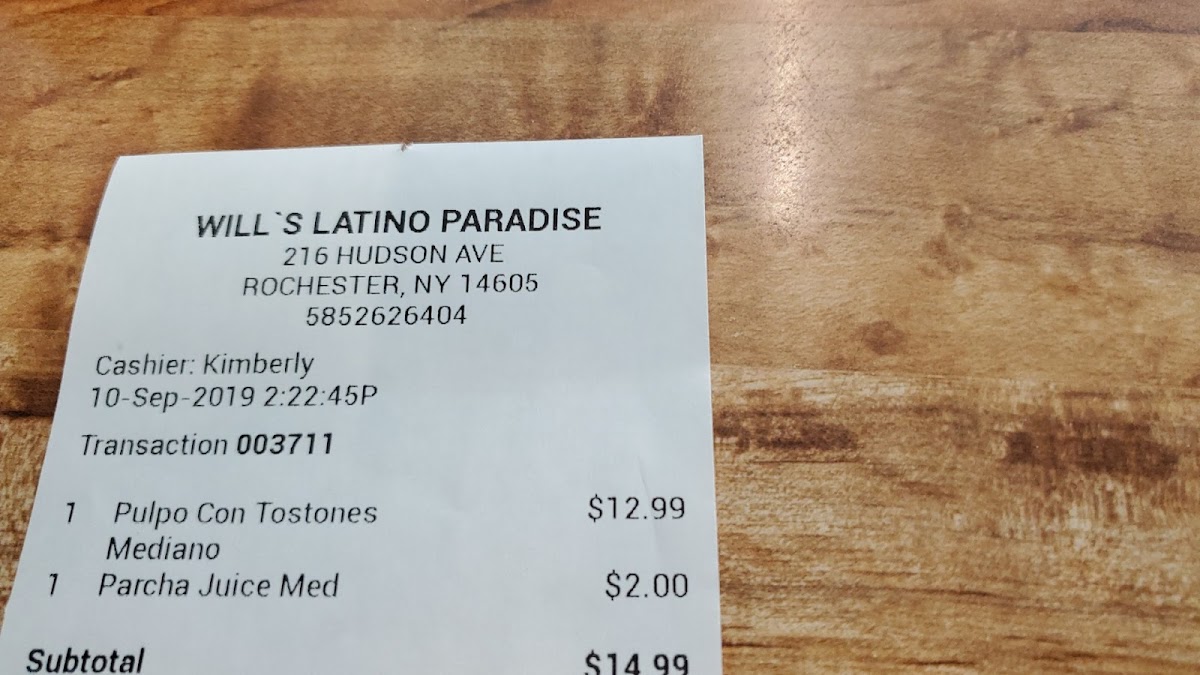 WILL`S LATINO PARADISE
216 HUDSON AVE
ROCHESTER, NY 14605
5852626404
Cashier: Kimberly
10-Sep-2019 2:22:45P
Transaction 003711
1 Pulpo Con Tostones $12.99
Mediano
1 Parcha Juice Med $2.00
Subtotal $14.99